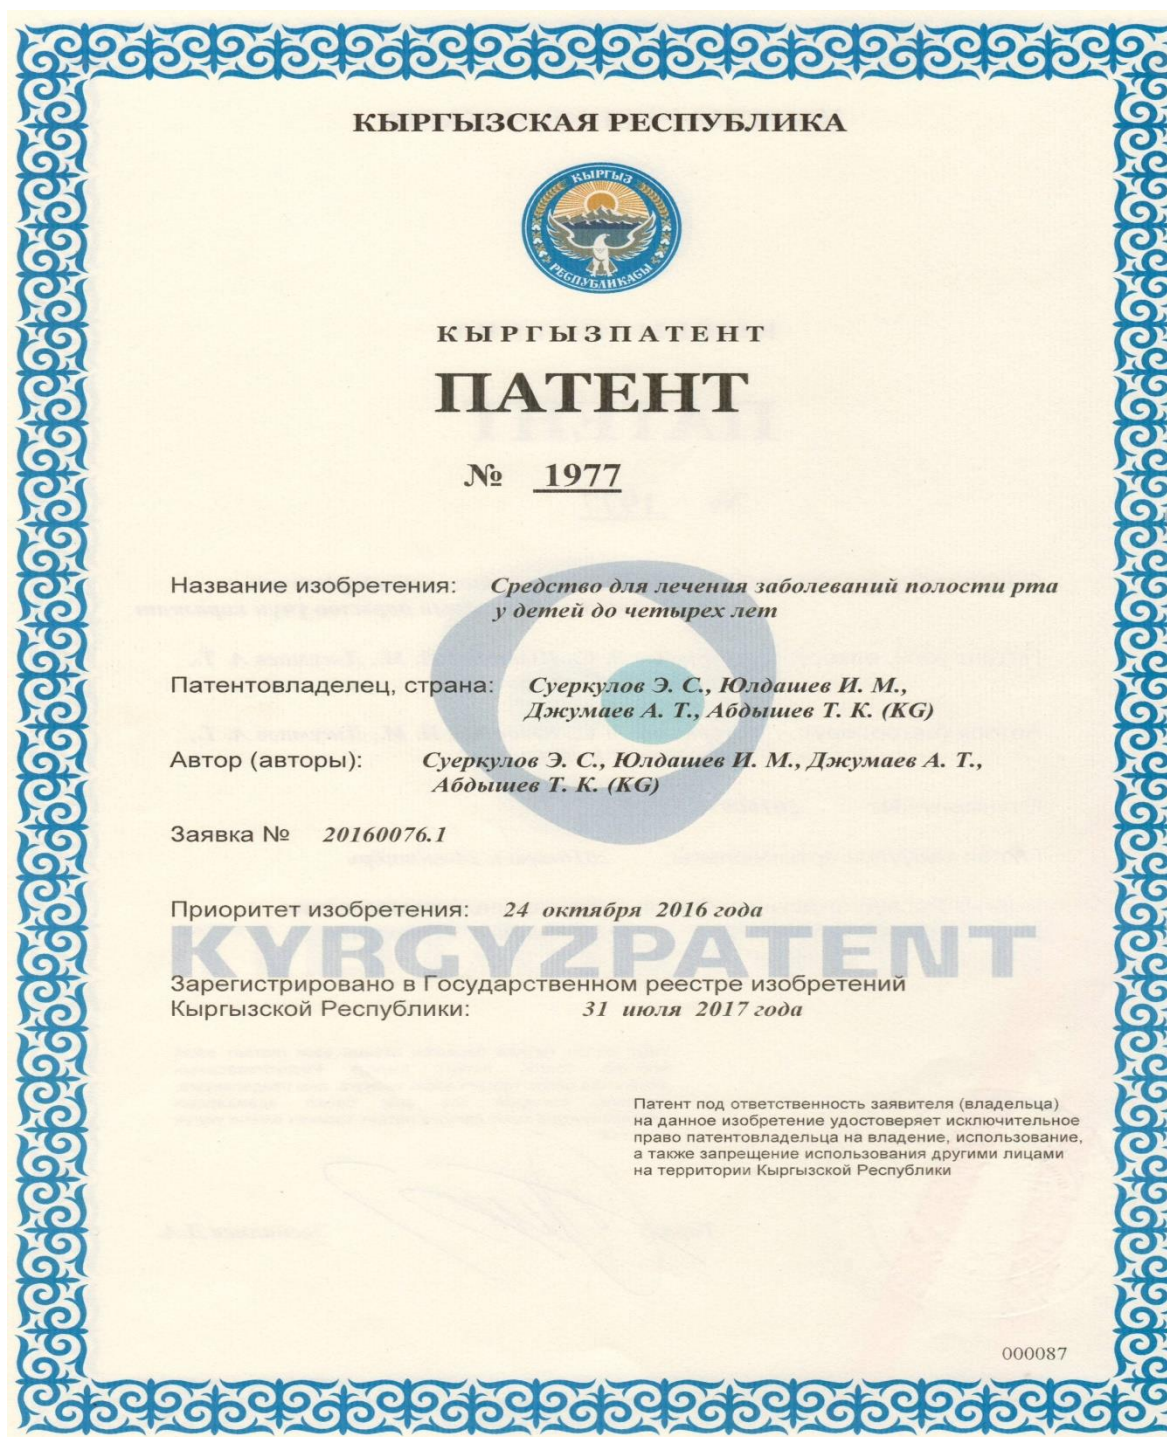 КЫРГЫЗСКАЯ РЕСПУБЛИКА
КЫРГЫЗ
РЕСПУБЛИКАСЫ
КЫРГЫЗПАТЕНТ
ПАТЕНТ
№ 1977
Название изобретения: Средство для лечения заболеваний полости рта
у детей до четырех лет
Патентовладелец, страна: Суеркулов Э. С., Юлдашев И. М.,
Джумаев А. Т., Абдышев Т. К. (KG)
Автор (авторы): Суеркулов Э. С., Юлдашев И. М., Джумаев А. Т.,
Абдышев Т. К. (KG)
Заявка № 20160076.1
Приоритет изобретения: 24 октября 2016 года
KYRGYZPATENT
Зарегистрировано в Государственном реестре изобретений
Кыргызской Республики: 31 июля 2017 года
Патент под ответственность заявителя (владельца)
на данное изобретение удостоверяет исключительное
право патентовладельца на владение, использование,
а также запрещение использования другими лицами
на территории Кыргызской Республики
000087